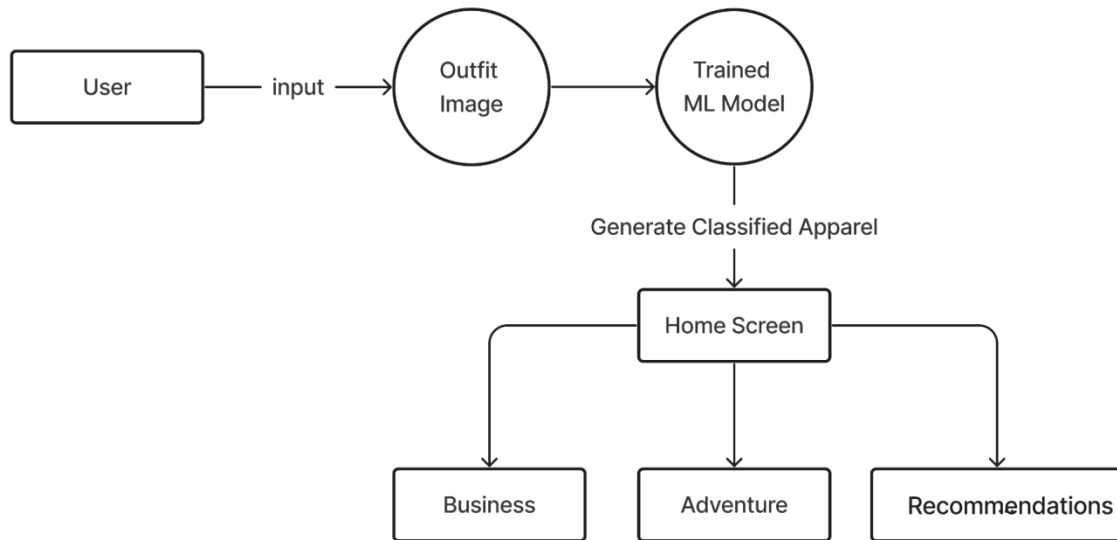 User
input
Outfit
Image
Trained
ML Model
Generate Classified Apparel
Home Screen
Business
Adventure
Recommendations